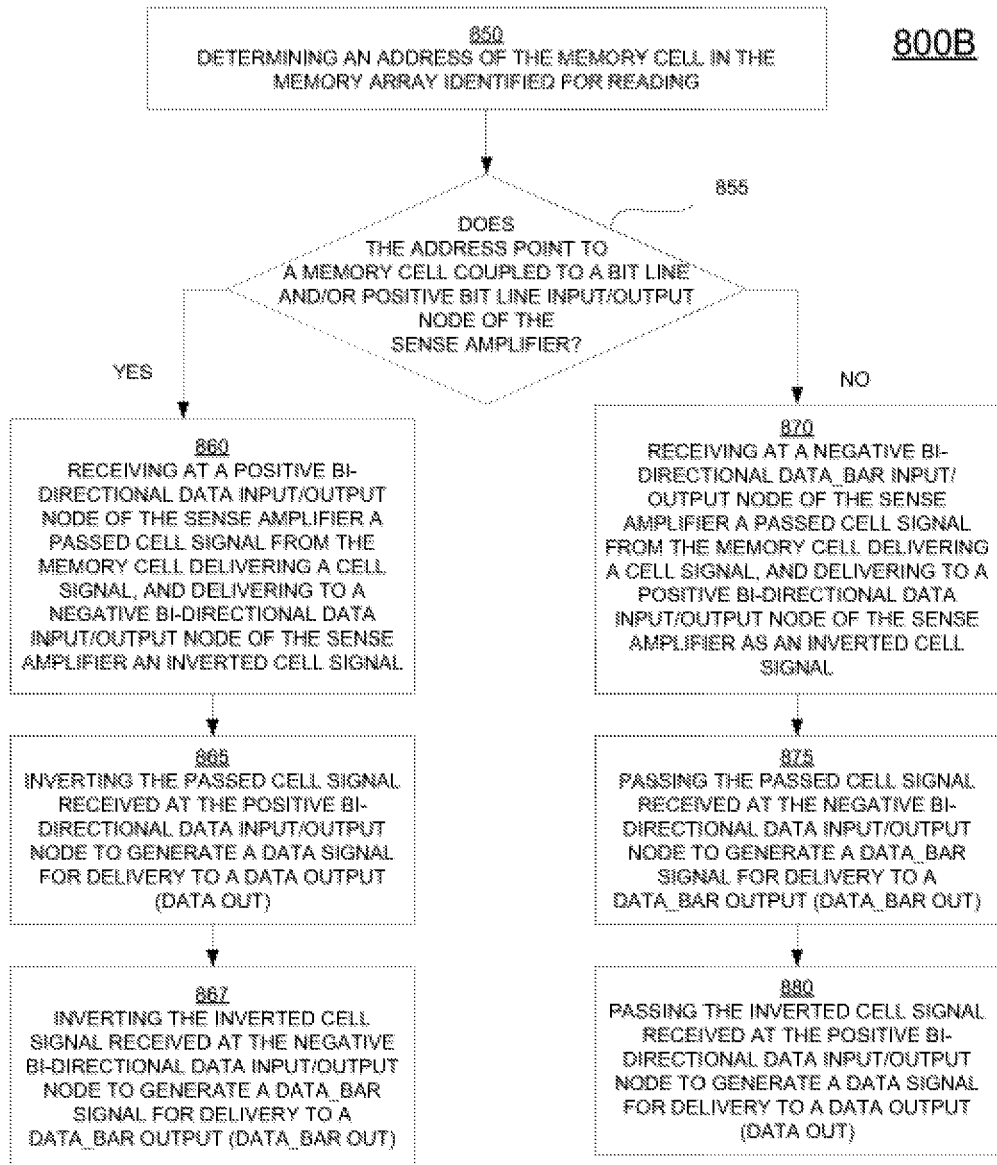 850
DETERMINING AN ADDRESS OF THE MEMORY CELL IN THE
MEMORY ARRAY IDENTIFIED FOR READING
800B
855
DOES
THE ADDRESS POINT TO
A MEMORY CELL COUPLED TO A BIT LINE
AND/OR POSITIVE BIT LINE INPUT/OUTPUT
NODE OF THE
SENSE AMPLIFIER?
YES
NO
860
RECEIVING AT A POSITIVE BI-
DIRECTIONAL DATA INPUT/OUTPUT
NODE OF THE SENSE AMPLIFIER A
PASSED CELL SIGNAL FROM THE
MEMORY CELL DELIVERING A CELL
SIGNAL, AND DELIVERING TO A
NEGATIVE BI-DIRECTIONAL DATA
INPUT/OUTPUT NODE OF THE SENSE
AMPLIFIER AN INVERTED CELL SIGNAL
870
RECEIVING AT A NEGATIVE BI-
DIRECTIONAL DATA_BAR INPUT/
OUTPUT NODE OF THE SENSE
AMPLIFIER A PASSED CELL SIGNAL
FROM THE MEMORY CELL DELIVERING
A CELL SIGNAL, AND DELIVERING TO A
POSITIVE BI-DIRECTIONAL DATA
INPUT/OUTPUT NODE OF THE SENSE
AMPLIFIER AS AN INVERTED CELL
SIGNAL
865
INVERTING THE PASSED CELL SIGNAL
RECEIVED AT THE POSITIVE BI-
DIRECTIONAL DATA INPUT/OUTPUT
NODE TO GENERATE A DATA SIGNAL
FOR DELIVERY TO A DATA OUTPUT
(DATA OUT)
875
PASSING THE PASSED CELL SIGNAL
RECEIVED AT THE NEGATIVE BI-
DIRECTIONAL DATA INPUT/OUTPUT
NODE TO GENERATE A DATA_BAR
SIGNAL FOR DELIVERY TO A
DATA_BAR OUTPUT (DATA_BAR OUT)
867
INVERTING THE INVERTED CELL
SIGNAL RECEIVED AT THE NEGATIVE
BI-DIRECTIONAL DATA INPUT/OUTPUT
NODE TO GENERATE A DATA_BAR
SIGNAL FOR DELIVERY TO A
DATA_BAR OUTPUT (DATA_BAR OUT)
880
PASSING THE INVERTED CELL SIGNAL
RECEIVED AT THE POSITIVE BI-
DIRECTIONAL DATA INPUT/OUTPUT
NODE TO GENERATE A DATA SIGNAL
FOR DELIVERY TO A DATA OUTPUT
(DATA OUT)